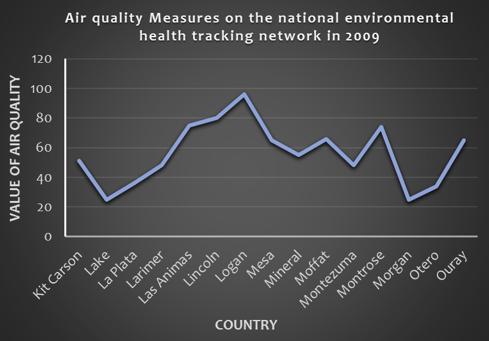 Air quality Measures on the national environmental
health tracking network in 2009
VALUE OF AIR QUALITY
120
100
80
60
40
20
0
Kit Carson
Lake
La Plata
Larimer
Las Animas
Lincoln
Logan
Mesa
Mineral
Moffat
Montezuma
Montrose
Morgan
Otero
Ouray
COUNTRY